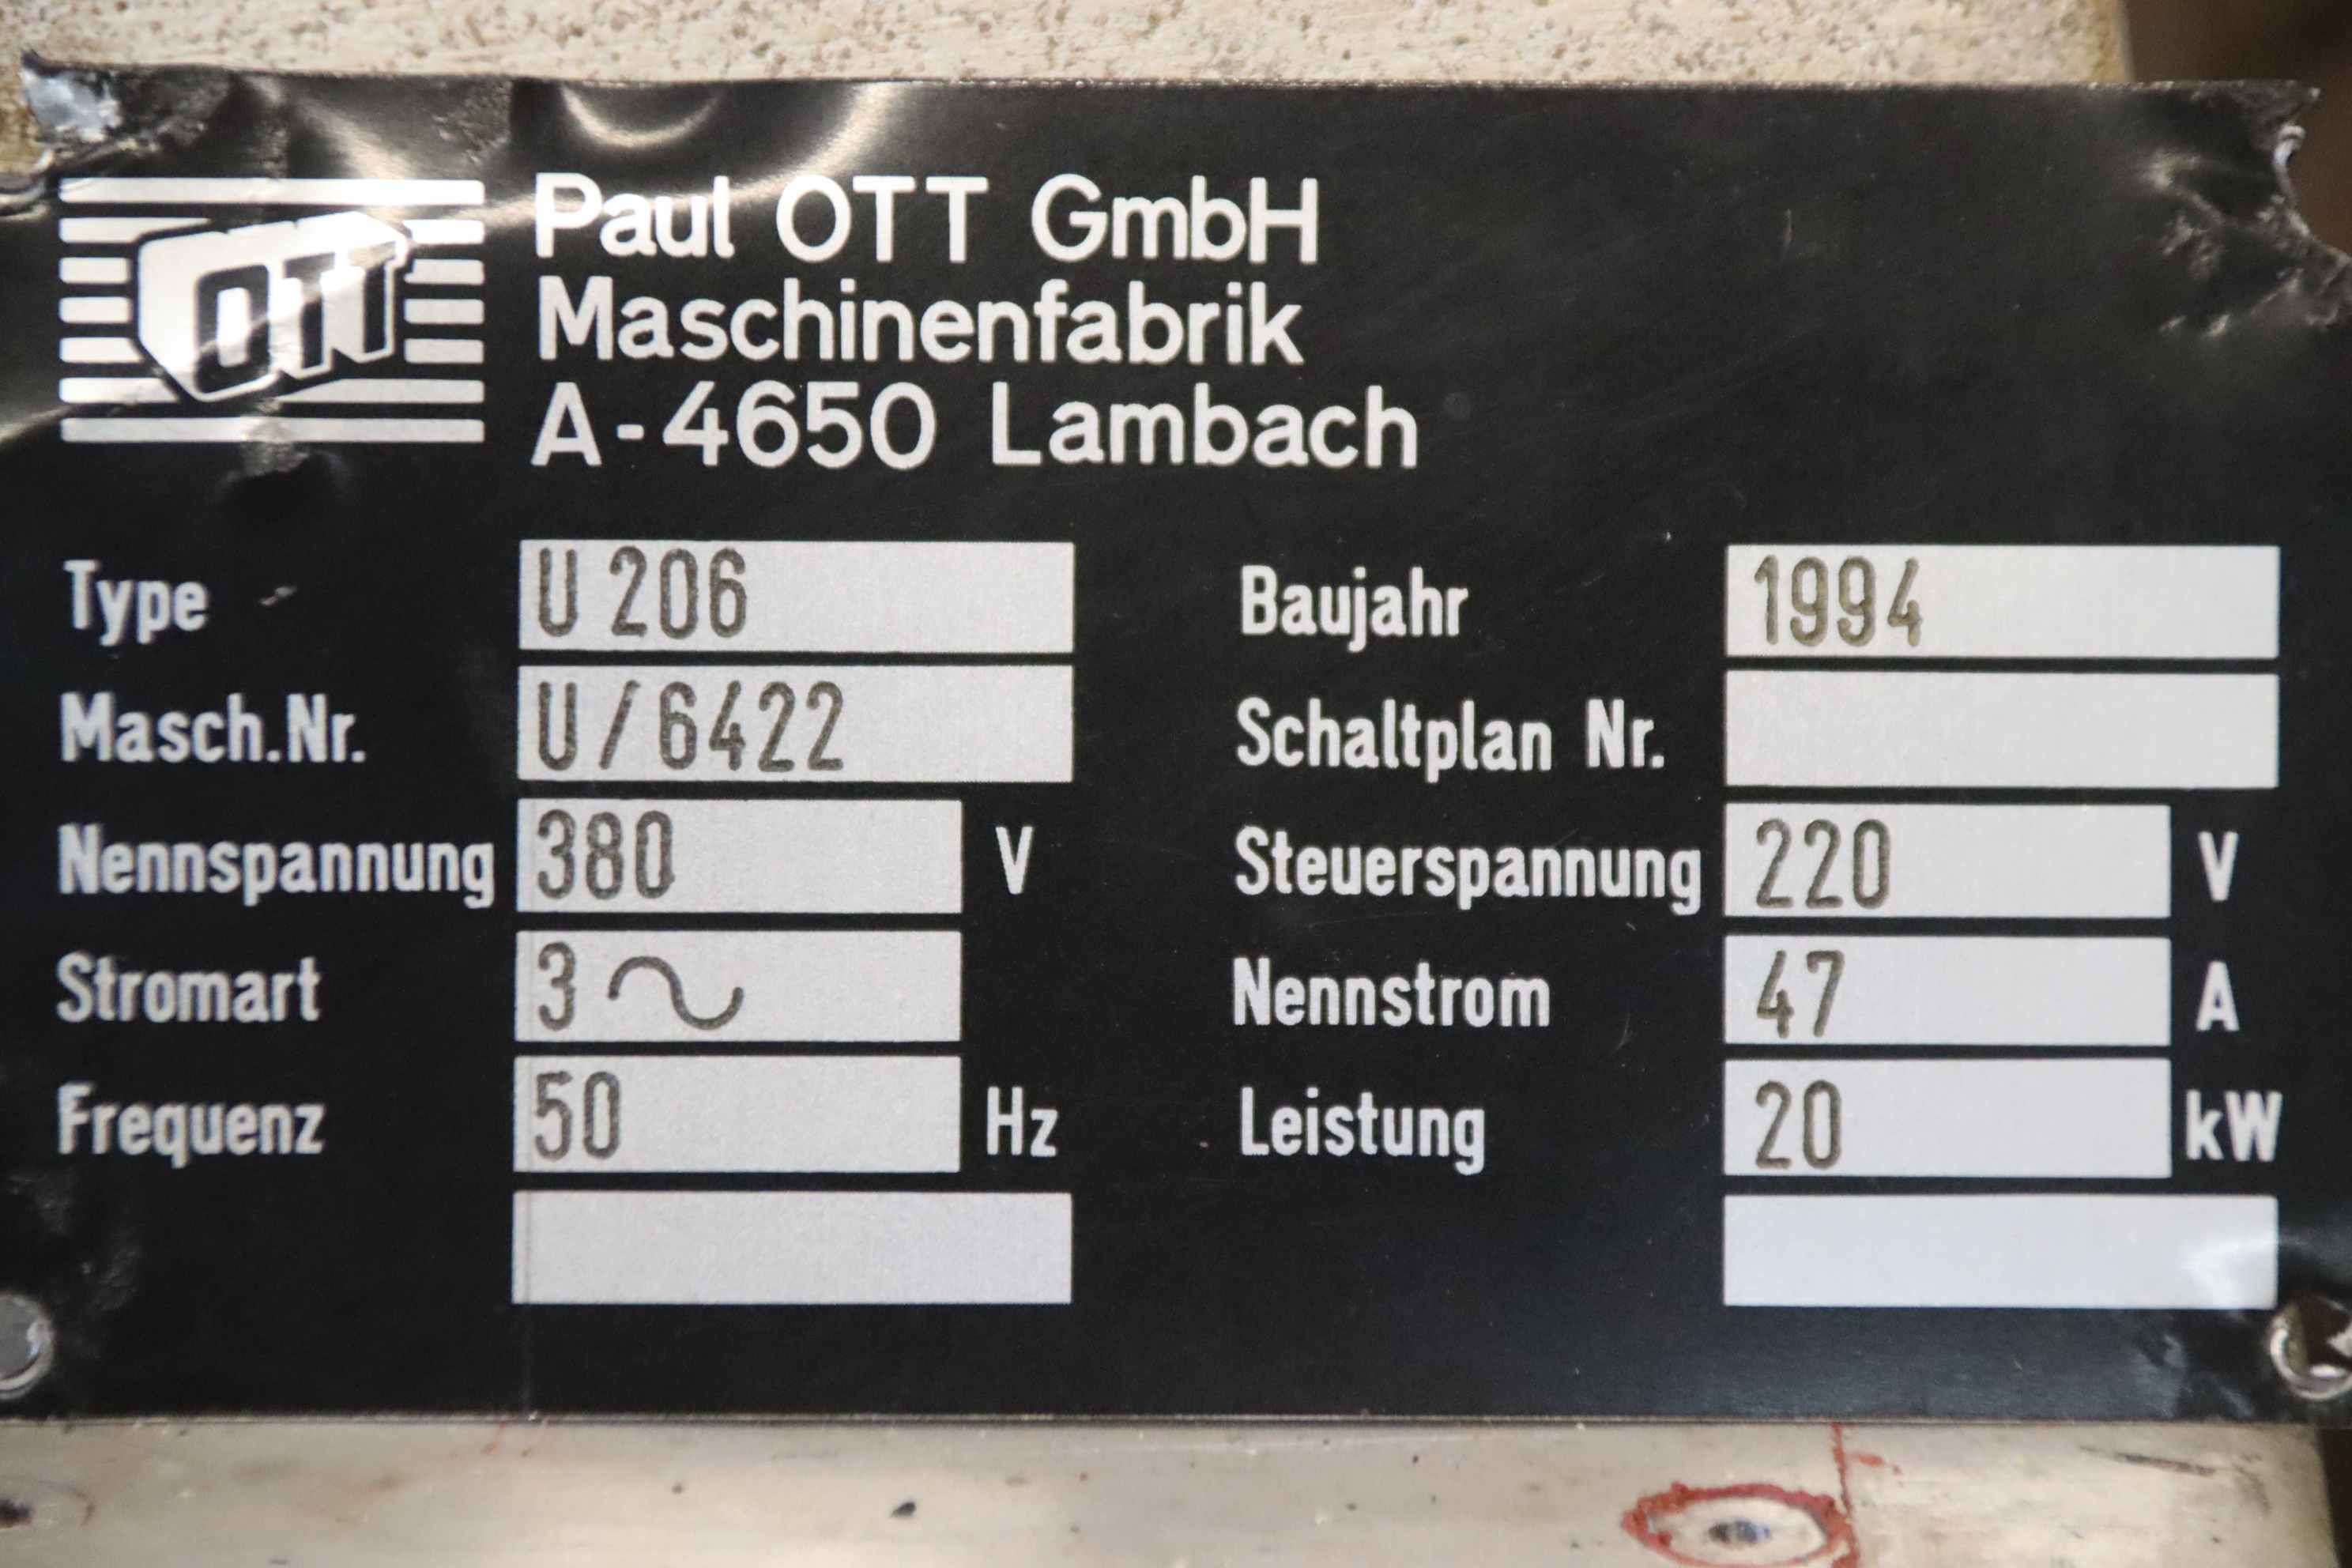 OTT
Paul OTT GmbH
Maschinenfabrik
A-4650 Lambach
Type U 206 Baujahr 1994
Masch.Nr. U/6422 Schaltplan Nr.
Nennspannung 380 V Steuerspannung 220 V
Stromart 3 ~ Nennstrom 47 A
Frequenz 50 Hz Leistung 20 kW